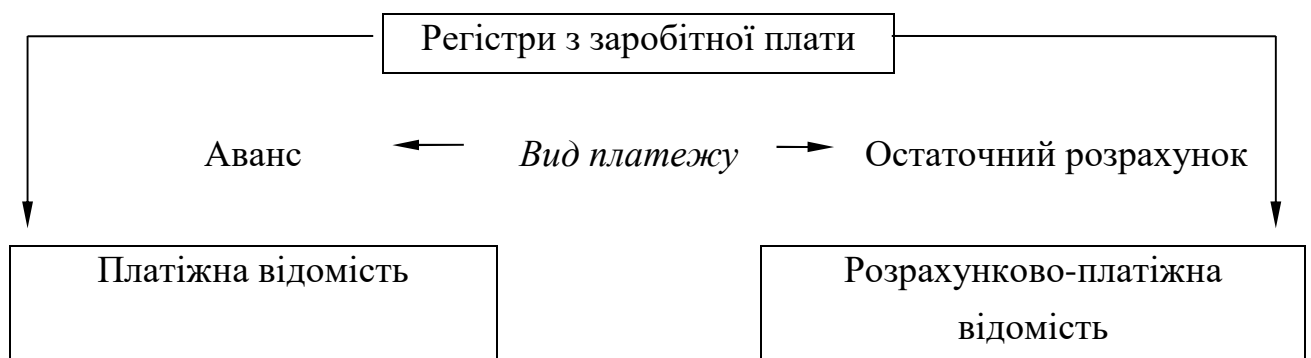 Регістри з заробітної плати
Аванс
Вид платежу
Остаточний розрахунок
Платіжна відомість
Розрахунково-платіжна
відомість